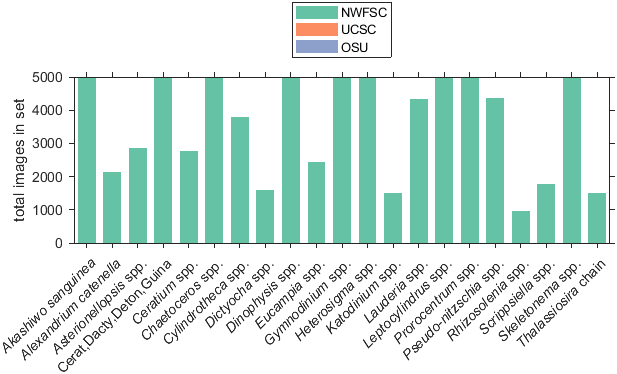 NWFSC
UCSC
OSU
total images in set
5000
4000
3000
2000
1000
0
Akashiwo sanguinea
Alexandrium catenella
Asterionellopsis spp.
Cerat,Dacty,Deton,Guina
Ceratium spp.
Chaetoceros spp.
Cylindrotheca spp.
Dictyocha spp.
Dinophysis spp.
Eucampia spp.
Gymnodinium spp.
Heterosigma spp.
Katodinium spp.
Lauderia spp.
Leptocylindrus spp.
Prorocentrum spp.
Pseudo-nitzschia spp.
Rhizosolenia spp.
Scrippsiella spp.
Skeletonema spp.
Thalassiosira chain